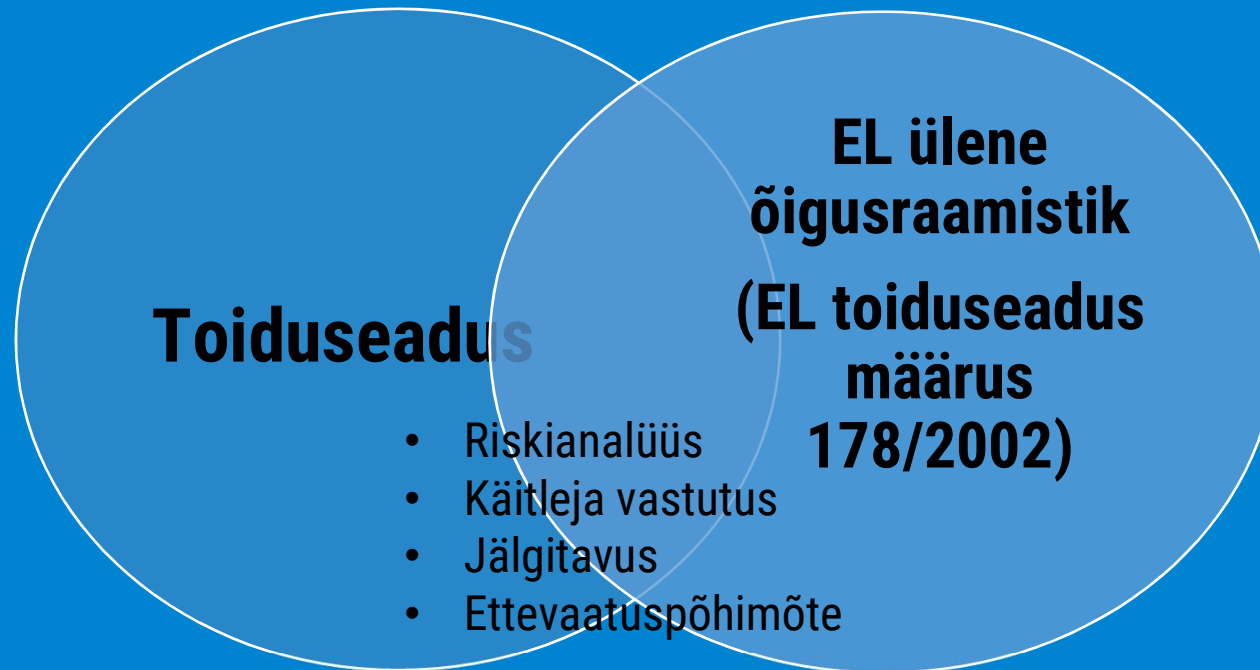 Toiduseadus
EL ülene
õigusraamistik
(EL toiduseadus
määrus
178/2002)
• Riskianalüüs
• Käitleja vastutus
• Jälgitavus
• Ettevaatuspõhimõte